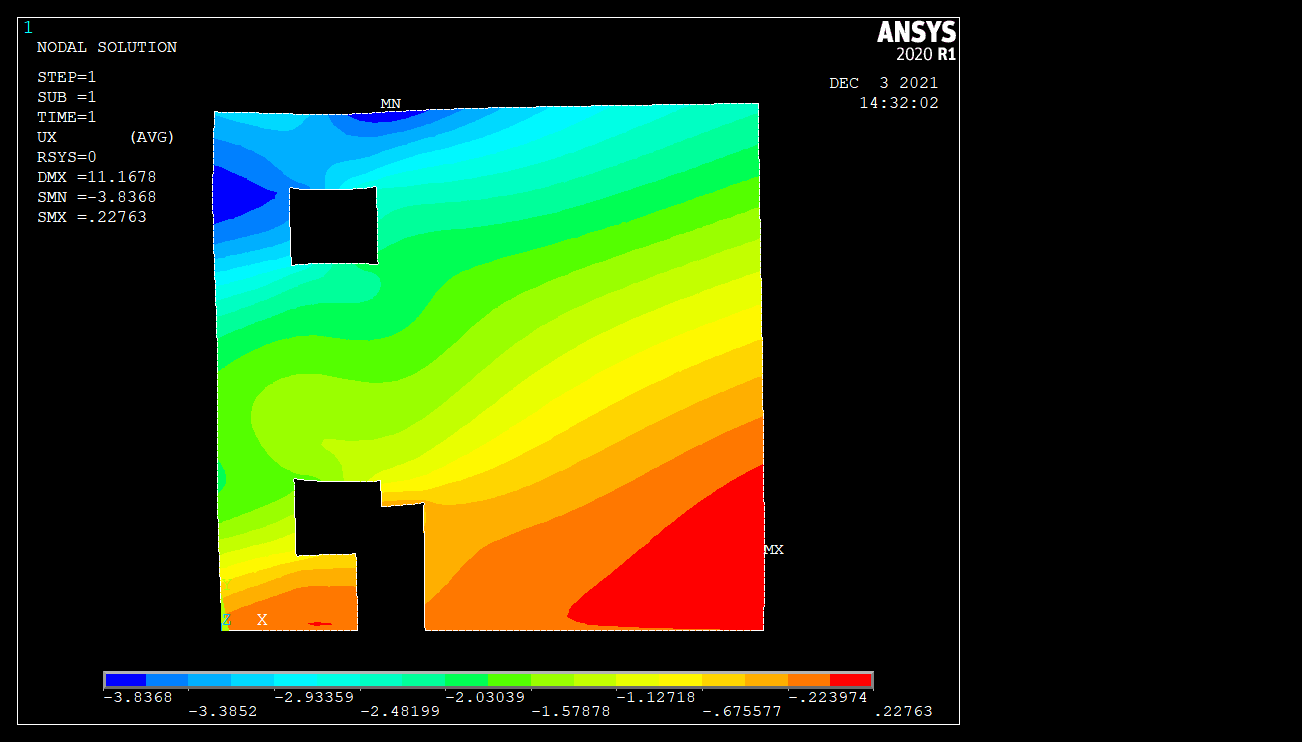 1
ANSYS
2020 R1
NODAL SOLUTION
STEP=1
SUB =1
TIME=1
UX (AVG)
RSYS=0
DMX =11.1678
SMN =-3.8368
SMX =.22763
DEC 3 2021
14:32:02
MN
MX
Z X
-3.8368 -2.93359 -2.03039 -1.12718 -.223974
-3.3852 -2.48199 -1.57878 -.675577 .22763